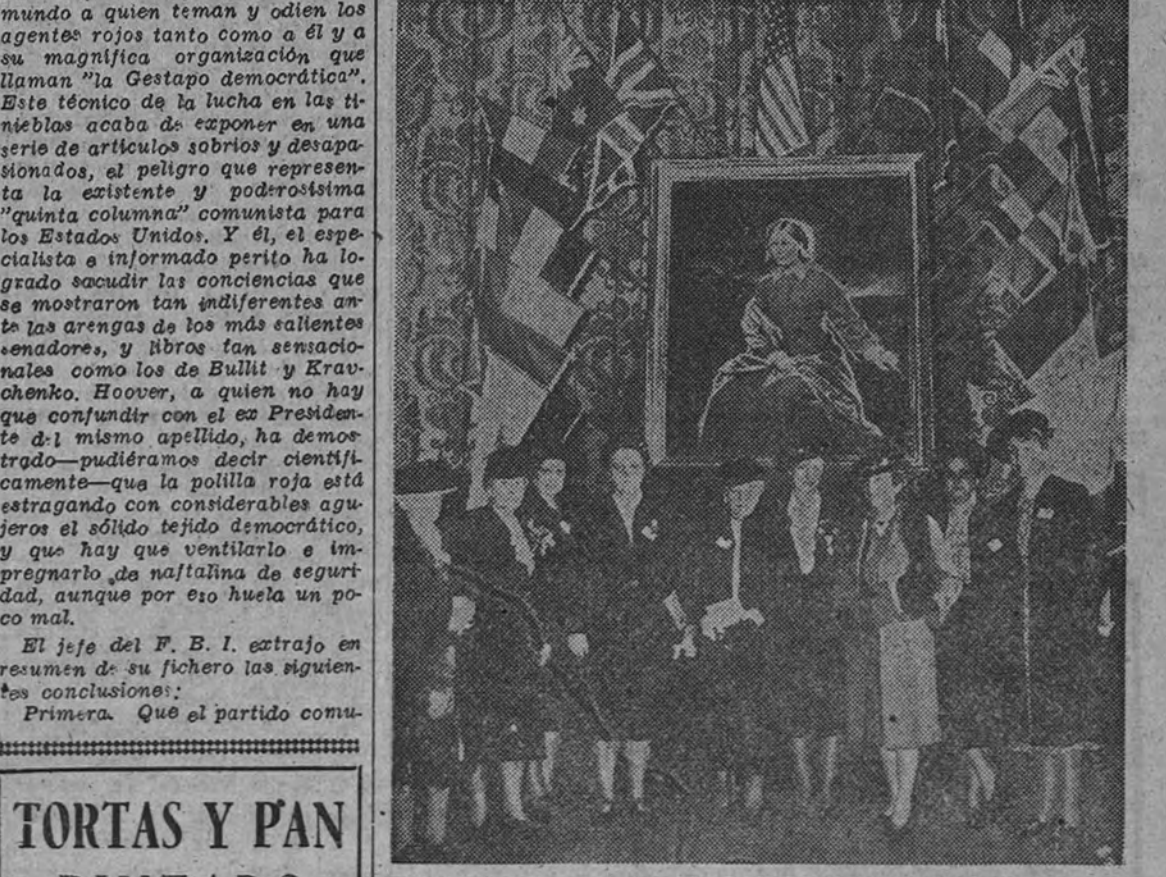 mundo a quien teman y odien los
agentes rojos tanto como a él y a
su magnífica organización que
llaman "la Gestapo democrática".
Este técnico de la lucha en las ti-
nieblas acaba de exponer en una
serie de artículos sobrios y desapa-
sionados, el peligro que represen-
ta la existente y poderosísima
"quinta columna" comunista para
los Estados Unidos. Y él, el espe-
cialista e informado perito ha lo-
grado sacudir las conciencias que
se mostraron tan indiferentes an-
te las arengas de los más salientes
senadores, y libros tan sensacio-
nales como los de Bullit y Krav-
chenko. Hoover, a quien no hay
que confundir con el ex Presiden-
te del mismo apellido, ha demos-
trado—pudiéramos decir científi-
camente—que la polilla roja está
estragando con considerables agu-
jeros el sólido tejido democrático,
y que hay que ventilarlo e im-
pregnarlo de naftalina de seguri-
dad, aunque por eso huela un po-
co mal.
El jefe del F. B. I. extrajo en
resumen de su fichero las siguien-
tes conclusiones:
Primera. Que el partido comu-
TORTAS Y PAN